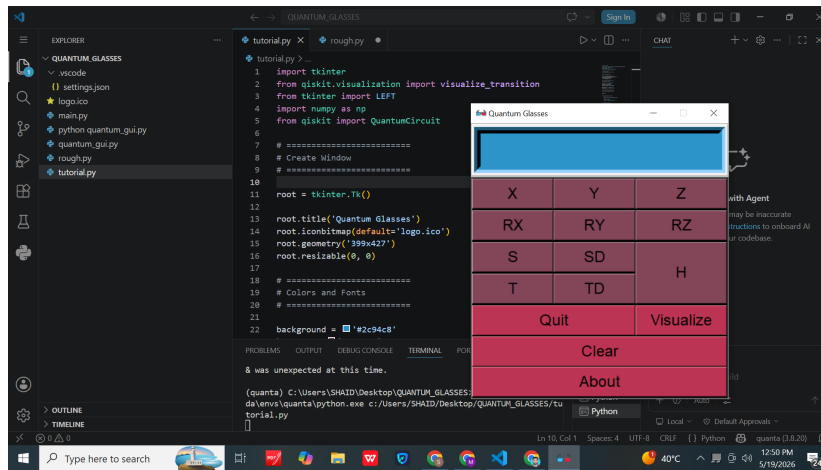 QUANTUM_GLASSES
Sign In
EXPLORER
QUANTUM_GLASSES
.vscode
{} settings.json
logo.ico
main.py
python quantum_gui.py
quantum_gui.py
rough.py
tutorial.py
OUTLINE
TIMELINE
tutorial.py
rough.py
tutorial.py > ...
1 import tkinter
2 from qiskit.visualization import visualize_transition
3 from tkinter import LEFT
4 import numpy as np
5 from qiskit import QuantumCircuit
6
7 # =========================
8 # Create Window
9 # =========================
10
11 root = tkinter.Tk()
12
13 root.title('Quantum Glasses')
14 root.iconbitmap(default='logo.ico')
15 root.geometry('399x427')
16 root.resizable(0, 0)
17
18 # =========================
19 # Colors and Fonts
20 # =========================
21
22 background = '#2c94c8'
PROBLEMS OUTPUT DEBUG CONSOLE TERMINAL POR
& was unexpected at this time.
(quanta) C:\Users\SHAID\Desktop\QUANTUM_GLASSES>
da\envs\quanta\python.exe c:/Users/SHAID/Desktop/QUANTUM_GLASSES/tu
torial.py
Python
Quantum Glasses
X Y Z
RX RY RZ
S SD
H
T TD
Quit Visualize
Clear
About
CHAT
with Agent
may be inaccurate
structions to onboard AI
ur codebase.
ild
Auto
Local
Default Approvals
Ln 10, Col 1 Spaces: 4 UTF-8 CRLF {} Python quanta (3.8.20)
0 0
Type here to search
40°C
12:50 PM
5/19/2026